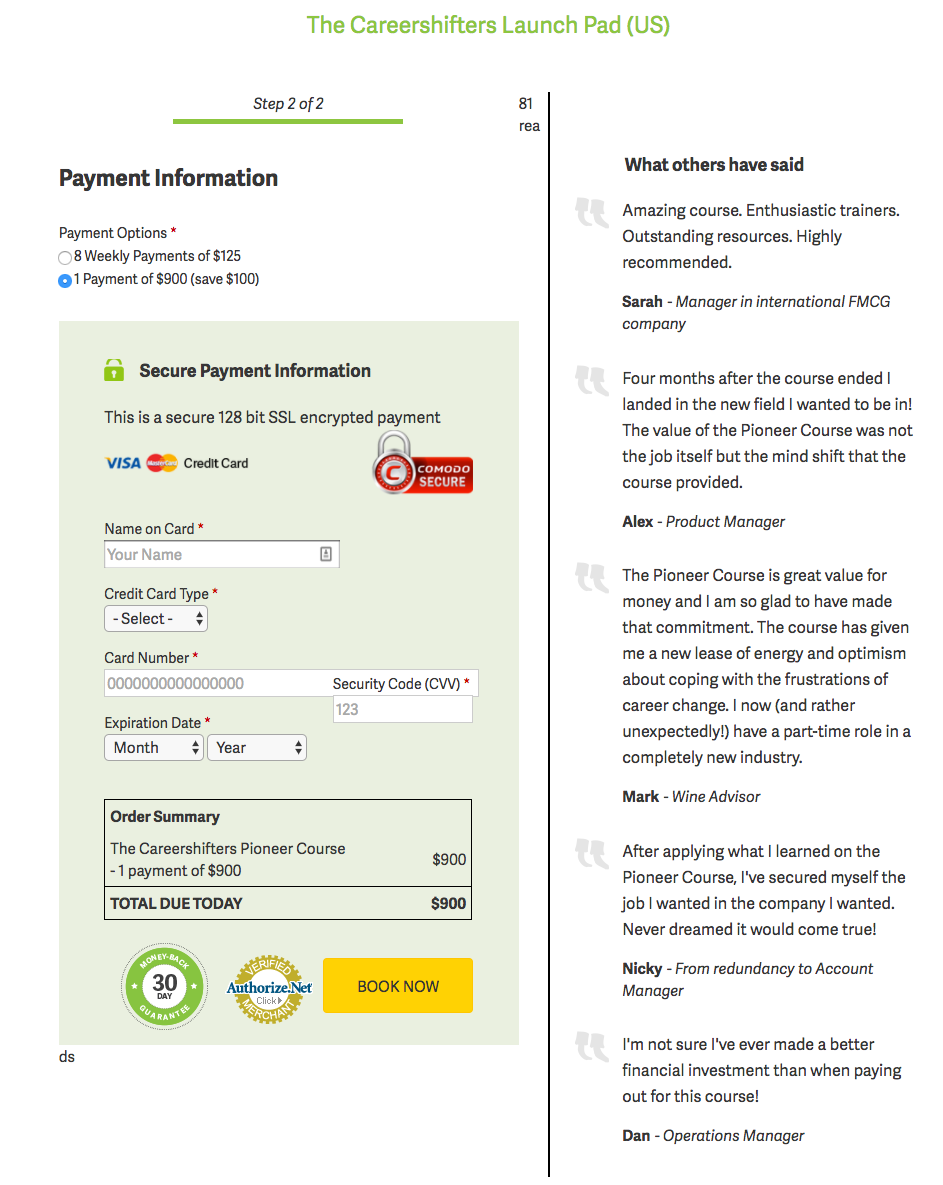 The Careershifters Launch Pad (US)
Step 2 of 2
81
rea
Payment Information
Payment Options *
8 Weekly Payments of $125
1 Payment of $900 (save $100)
Secure Payment Information
This is a secure 128 bit SSL encrypted payment
VISA MasterCard Credit Card
C COMODO
SECURE
Name on Card *
Your Name
Credit Card Type *
- Select -
Card Number *
0000000000000000
Security Code (CVV) *
123
Expiration Date *
Month Year
Order Summary
The Careershifters Pioneer Course
- 1 payment of $900
$900
TOTAL DUE TODAY $900
MONEY-BACK
30
DAY
GUARANTEE
VERIFIED
Authorize.Net
Click
MERCHANT
BOOK NOW
ds
What others have said
Amazing course. Enthusiastic trainers.
Outstanding resources. Highly
recommended.
Sarah - Manager in international FMCG
company
Four months after the course ended I
landed in the new field I wanted to be in!
The value of the Pioneer Course was not
the job itself but the mind shift that the
course provided.
Alex - Product Manager
The Pioneer Course is great value for
money and I am so glad to have made
that commitment. The course has given
me a new lease of energy and optimism
about coping with the frustrations of
career change. I now (and rather
unexpectedly!) have a part-time role in a
completely new industry.
Mark - Wine Advisor
After applying what I learned on the
Pioneer Course, I've secured myself the
job I wanted in the company I wanted.
Never dreamed it would come true!
Nicky - From redundancy to Account
Manager
I'm not sure I've ever made a better
financial investment than when paying
out for this course!
Dan - Operations Manager